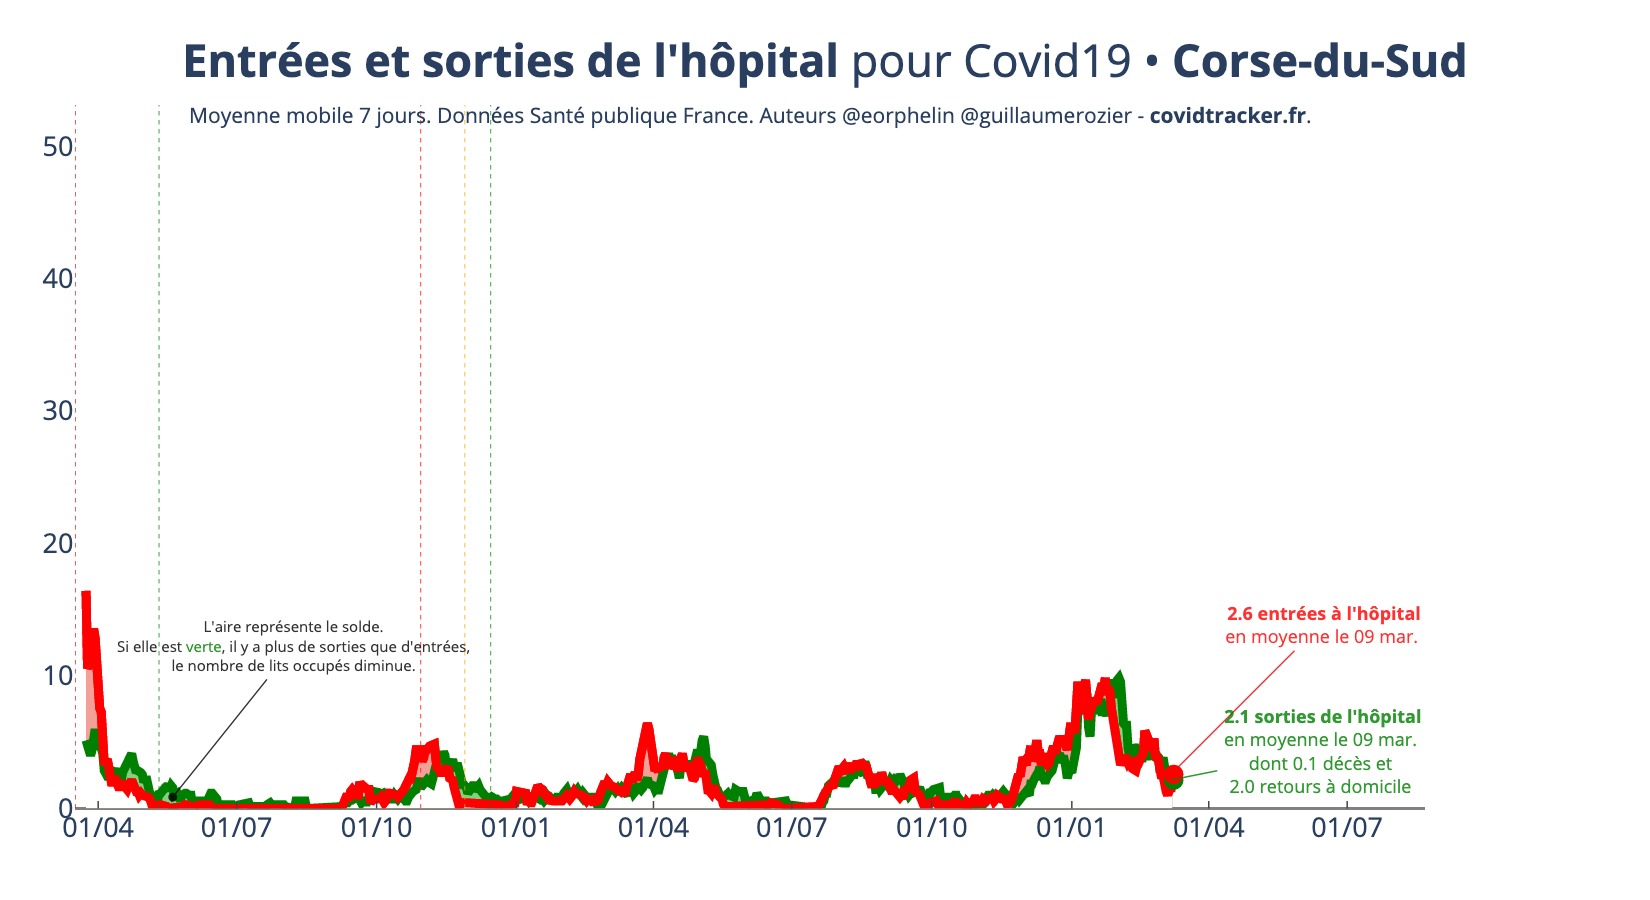 Entrées et sorties de l'hôpital pour Covid19 • Corse-du-Sud
Moyenne mobile 7 jours. Données Santé publique France. Auteurs @eorphelin @guillaumerozier - covidtracker.fr.
50
40
30
20
10
0
L'aire représente le solde.
Si elle est verte, il y a plus de sorties que d'entrées,
le nombre de lits occupés diminue.
2.6 entrées à l'hôpital
en moyenne le 09 mar.
2.1 sorties de l'hôpital
en moyenne le 09 mar.
dont 0.1 décès et
2.0 retours à domicile
01/04 01/07 01/10 01/01 01/04 01/07 01/10 01/01 01/04 01/07